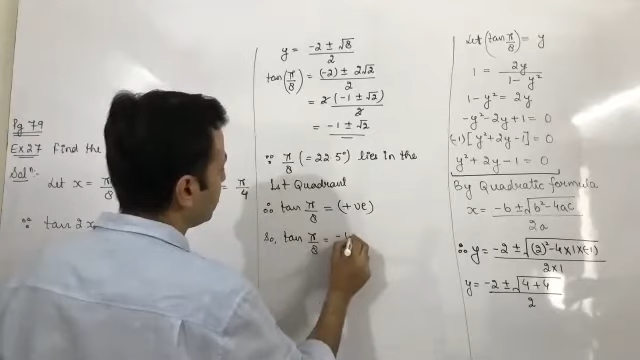 Pg 79
Ex 27 Find the
Solⁿ.
Let x = π/8
= π/4
∵ tan 2x
y = (-2 ± √8)/2
tan(π/8) = ((-2) ± 2√2)/2
= 2(-1 ± √2)/2
= -1 ± √2
∵ π/8 (= 22.5°) lies in the
Ist Quadrant
∴ tan π/8 = (+ve)
So, tan π/8 = -1
Let (tan π/8) = y
1 = 2y/(1-y²)
1-y² = 2y
-y²-2y+1 = 0
(-1)[y²+2y-1] = 0
y²+2y-1 = 0
By Quadratic formula
x = (-b ± √(b²-4ac))/2a
∴ y = (-2 ± √((2)²-4×1×(-1)))/(2×1)
y = (-2 ± √(4+4))/2